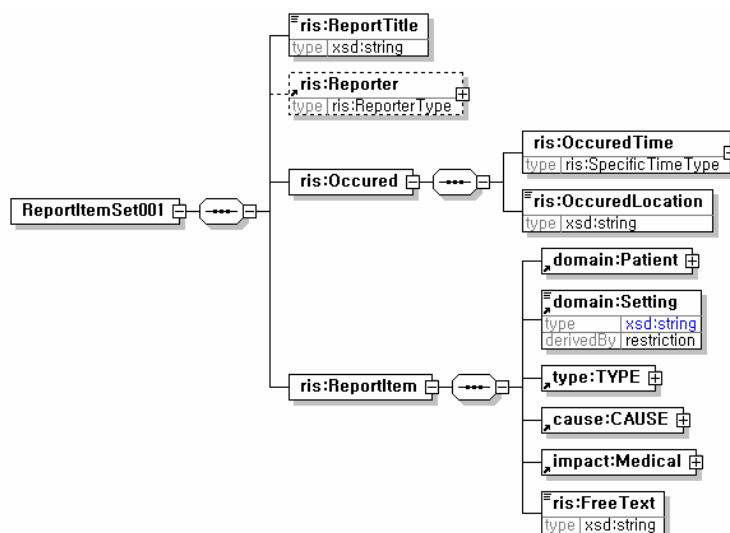 ris:ReportTitle
type xsd:string
ris:Reporter
type ris:ReporterType
ris:OccuredTime
type ris:SpecificTimeType
ris:Occured
ris:OccuredLocation
type xsd:string
ReportItemSet001
domain:Patient
domain:Setting
type xsd:string
derivedBy restriction
ris:ReportItem
type:TYPE
cause:CAUSE
impact:Medical
ris:FreeText
type xsd:string